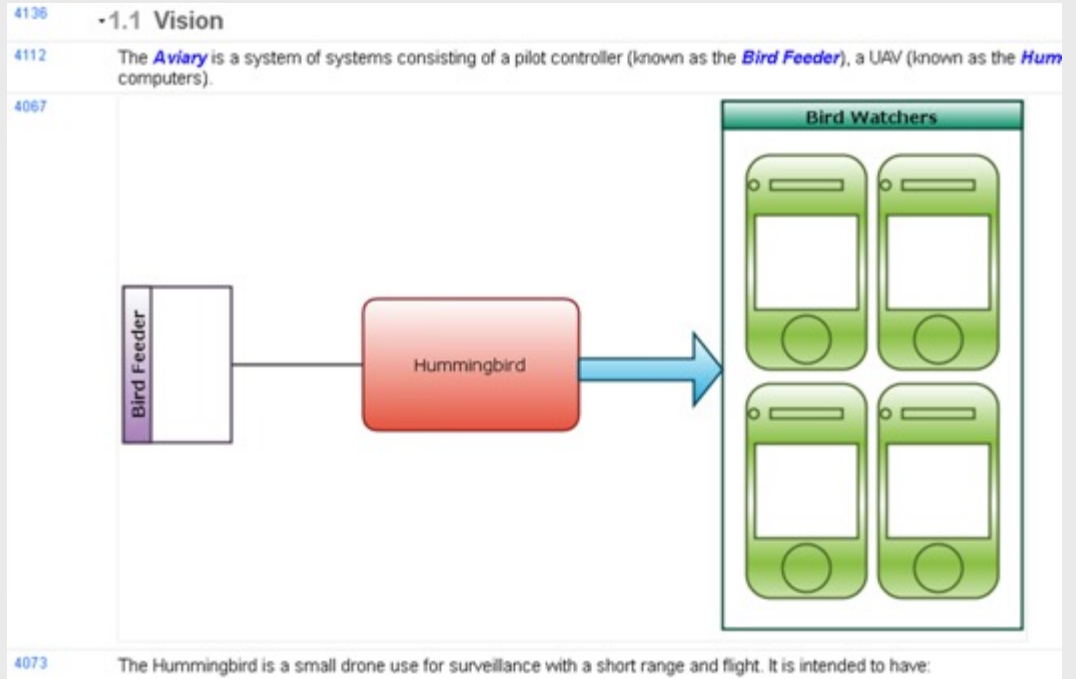 4136
1.1 Vision
4112
The Aviary is a system of systems consisting of a pilot controller (known as the Bird Feeder), a UAV (known as the Hum
computers).
4067
Bird Watchers
Bird Feeder
Hummingbird
4073
The Hummingbird is a small drone use for surveillance with a short range and flight. It is intended to have: